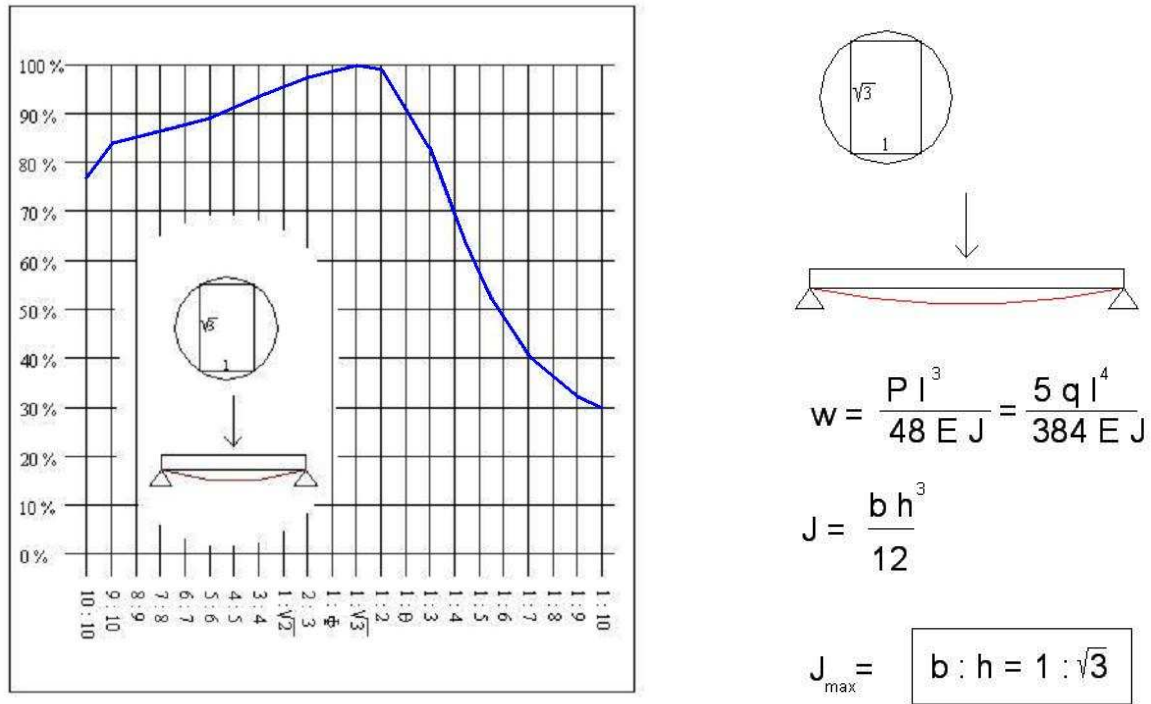 100 %
90 %
80 %
70 %
60 %
50 %
40 %
30 %
20 %
10 %
0 %
√3
1
10 : 10
9 : 10
8 : 9
7 : 8
6 : 7
5 : 6
4 : 5
3 : 4
1 : √2
2 : 3
1 : Φ
1 : √3
1 : 2
1 : θ
1 : 3
1 : 4
1 : 5
1 : 6
1 : 7
1 : 8
1 : 9
1 : 10
√3
1
w = P l³ / 48 E J = 5 q l⁴ / 384 E J
J = b h³ / 12
J_max = b : h = 1 : √3